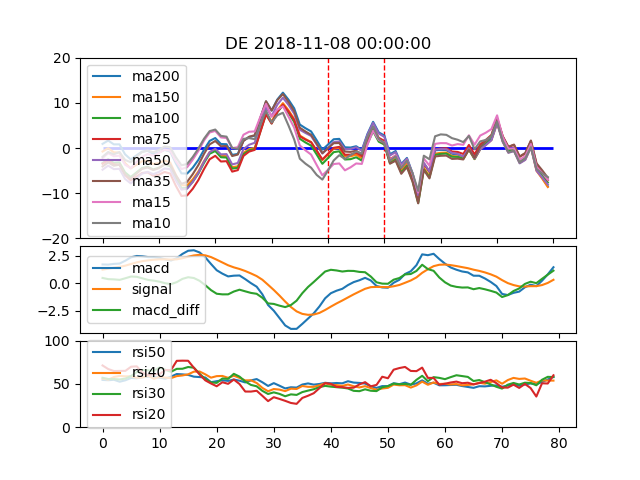 DE 2018-11-08 00:00:00
20
10
0
−10
−20
ma200
ma150
ma100
ma75
ma50
ma35
ma15
ma10
2.5
0.0
−2.5
macd
signal
macd_diff
100
50
0
rsi50
rsi40
rsi30
rsi20
0 10 20 30 40 50 60 70 80